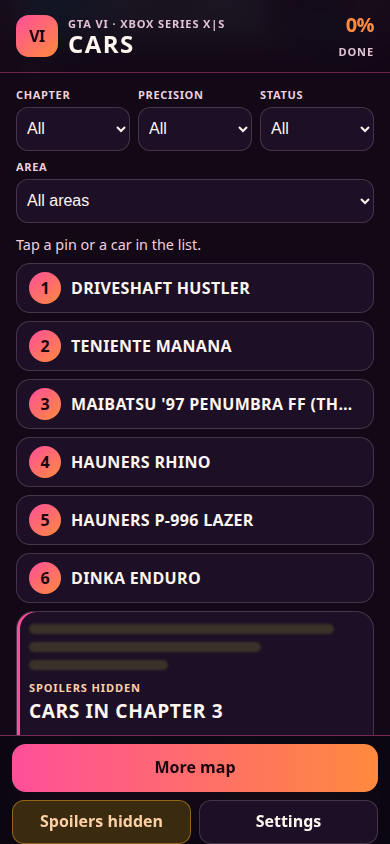 VI
GTA VI · XBOX SERIES X|S
CARS
0%
DONE
CHAPTER
PRECISION
STATUS
All
All
All
AREA
All areas
Tap a pin or a car in the list.
1 DRIVESHAFT HUSTLER
2 TENIENTE MANANA
3 MAIBATSU '97 PENUMBRA FF (TH...
4 HAUNERS RHINO
5 HAUNERS P-996 LAZER
6 DINKA ENDURO
SPOILERS HIDDEN
CARS IN CHAPTER 3
More map
Spoilers hidden
Settings